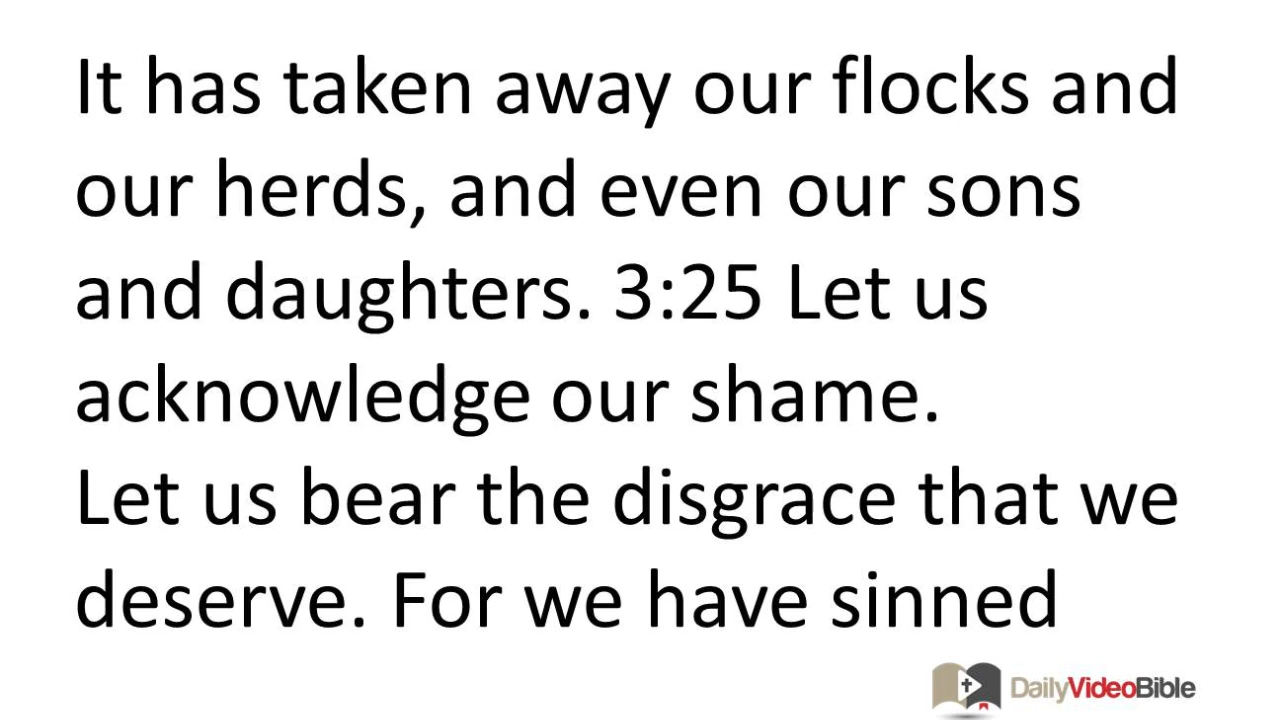 It has taken away our flocks and
our herds, and even our sons
and daughters. 3:25 Let us
acknowledge our shame.
Let us bear the disgrace that we
deserve. For we have sinned
DailyVideoBible